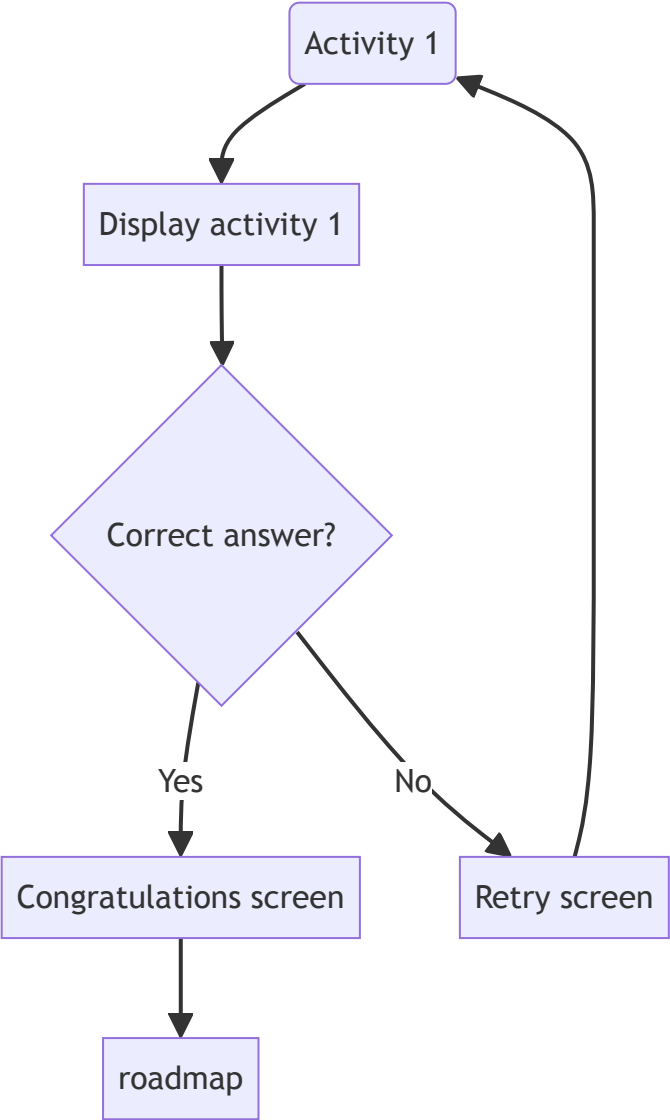 Activity 1
Display activity 1
Correct answer?
Yes
No
Congratulations screen
Retry screen
roadmap